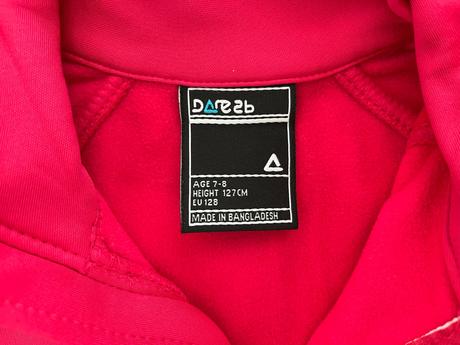 DARE2b
AGE 7-8
HEIGHT 127CM
EU 128
MADE IN BANGLADESH